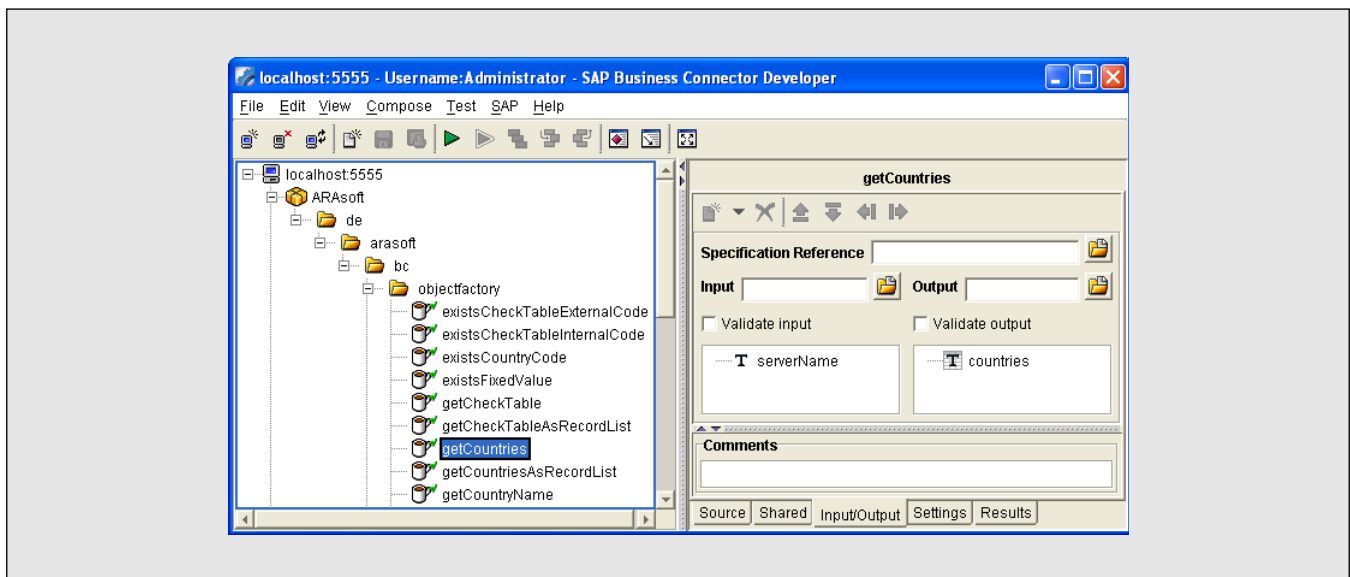 localhost:5555 - Username:Administrator - SAP Business Connector Developer
File Edit View Compose Test SAP Help
localhost:5555
ARAsoft
de
arasoft
bc
objectfactory
existsCheckTableExternalCode
existsCheckTableInternalCode
existsCountryCode
existsFixedValue
getCheckTable
getCheckTableAsRecordList
getCountries
getCountriesAsRecordList
getCountryName
getCountries
Specification Reference
Input Output
Validate input Validate output
T serverName T countries
Comments
Source Shared Input/Output Settings Results